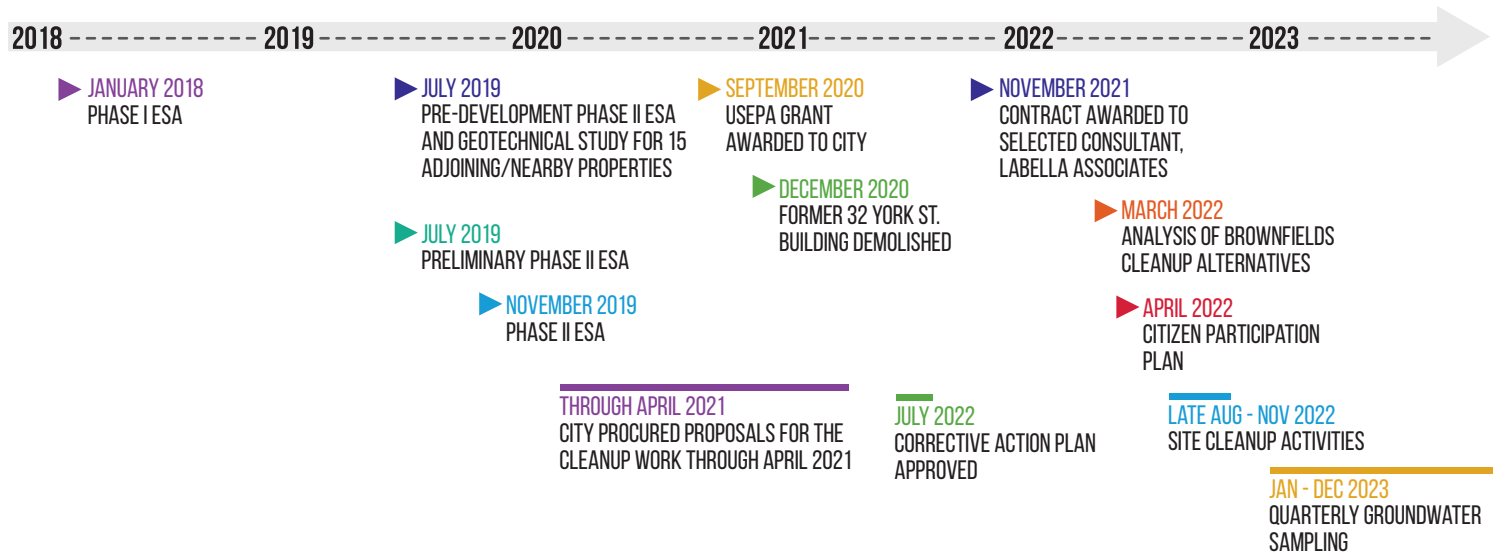 2018 2019 2020 2021 2022 2023
JANUARY 2018
PHASE I ESA
JULY 2019
PRE-DEVELOPMENT PHASE II ESA
AND GEOTECHNICAL STUDY FOR 15
ADJOINING/NEARBY PROPERTIES
JULY 2019
PRELIMINARY PHASE II ESA
NOVEMBER 2019
PHASE II ESA
THROUGH APRIL 2021
CITY PROCURED PROPOSALS FOR THE
CLEANUP WORK THROUGH APRIL 2021
SEPTEMBER 2020
USEPA GRANT
AWARDED TO CITY
DECEMBER 2020
FORMER 32 YORK ST.
BUILDING DEMOLISHED
JULY 2022
CORRECTIVE ACTION PLAN
APPROVED
NOVEMBER 2021
CONTRACT AWARDED TO
SELECTED CONSULTANT,
LABELLA ASSOCIATES
MARCH 2022
ANALYSIS OF BROWNFIELDS
CLEANUP ALTERNATIVES
APRIL 2022
CITIZEN PARTICIPATION
PLAN
LATE AUG - NOV 2022
SITE CLEANUP ACTIVITIES
JAN - DEC 2023
QUARTERLY GROUNDWATER
SAMPLING